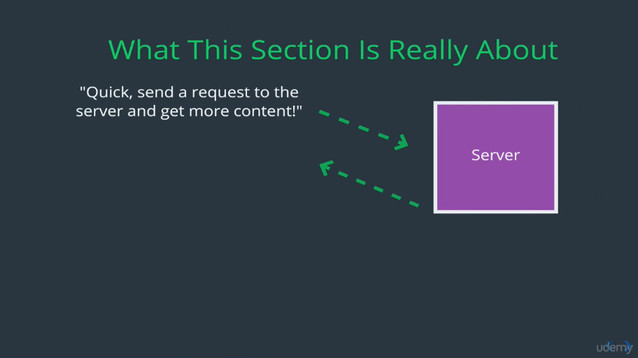 What This Section Is Really About
"Quick, send a request to the
server and get more content!"
Server
udemy